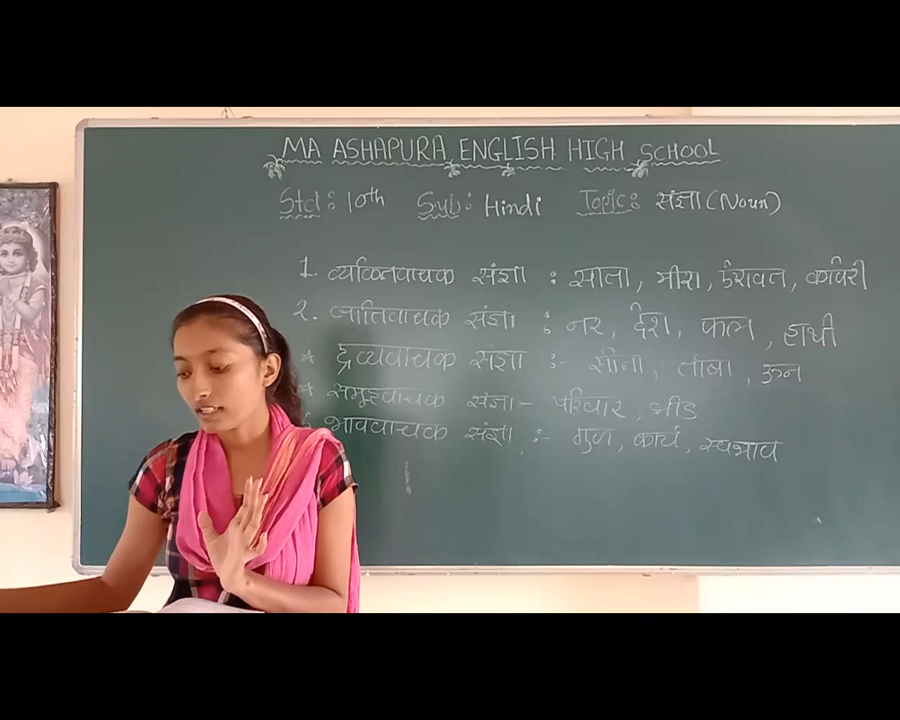 MA ASHAPURA ENGLISH HIGH SCHOOL
Std : 10th Sub : Hindi Topic : संज्ञा (Noun)
1. व्यक्तिवाचक संज्ञा : सीता, मीरा, ऐरावत, कावेरी
2. जातिवाचक संज्ञा : नर, देश, फल, हाथी
* द्रव्यवाचक संज्ञा :- सोना, तांबा, ऊन
* समूहवाचक संज्ञा - परिवार, भीड
भाववाचक संज्ञा :- गुण, कार्य, स्वभाव